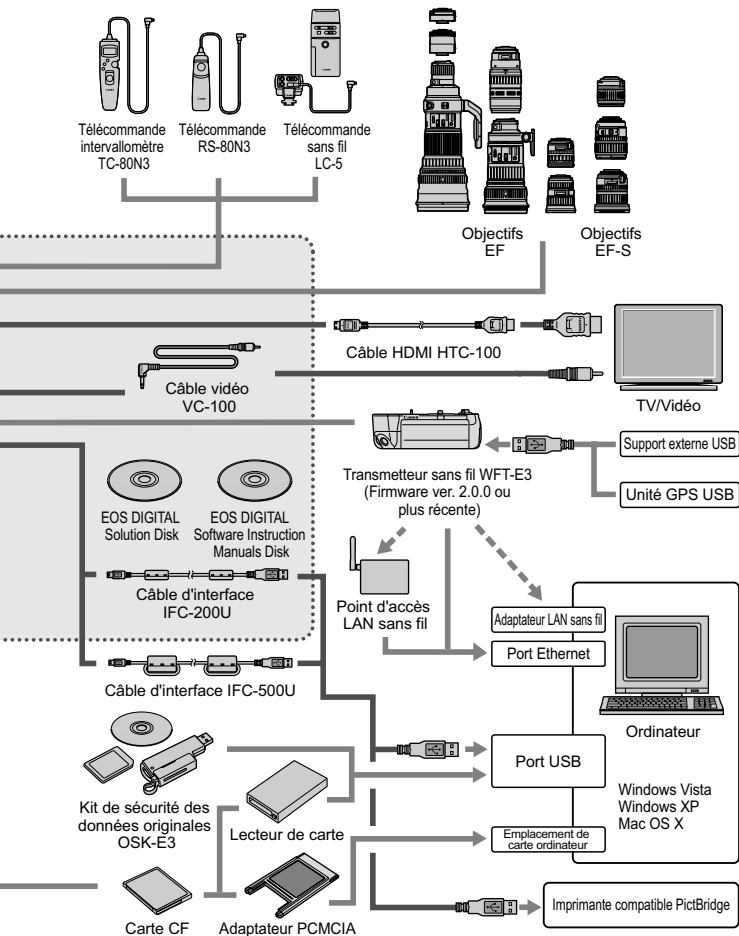 Télécommande
intervallomètre
TC-80N3
Télécommande
RS-80N3
Télécommande
sans fil
LC-5
Objectifs
EF
Objectifs
EF-S
Câble HDMI HTC-100
Câble vidéo
VC-100
TV/Vidéo
Canon
Transmetteur sans fil WFT-E3
(Firmware ver. 2.0.0 ou
plus récente)
Support externe USB
Unité GPS USB
EOS DIGITAL
Solution Disk
EOS DIGITAL
Software Instruction
Manuals Disk
Câble d'interface
IFC-200U
Point d'accès
LAN sans fil
Adaptateur LAN sans fil
Port Ethernet
Câble d'interface IFC-500U
Ordinateur
Port USB
Windows Vista
Windows XP
Mac OS X
Kit de sécurité des
données originales
OSK-E3
Lecteur de carte
Emplacement de
carte ordinateur
Carte CF
Adaptateur PCMCIA
Imprimante compatible PictBridge